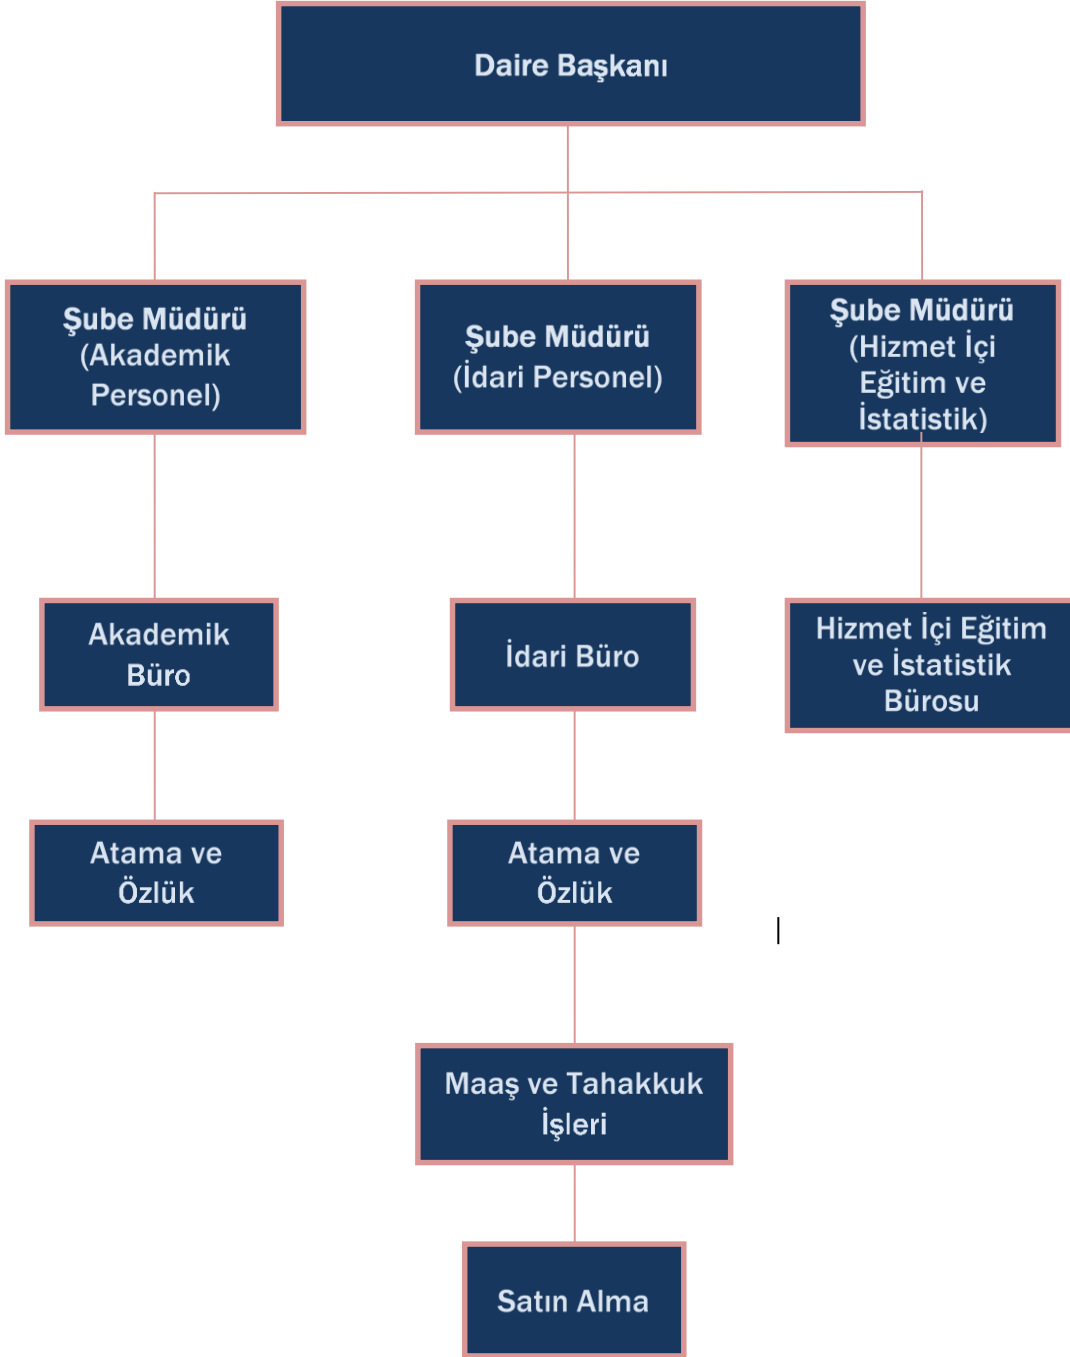 Daire Başkanı
Şube Müdürü
(Akademik
Personel)
Şube Müdürü
(İdari Personel)
Şube Müdürü
(Hizmet İçi
Eğitim ve
İstatistik)
Akademik
Büro
İdari Büro
Hizmet İçi Eğitim
ve İstatistik
Bürosu
Atama ve
Özlük
Atama ve
Özlük
Maaş ve Tahakkuk
İşleri
Satın Alma